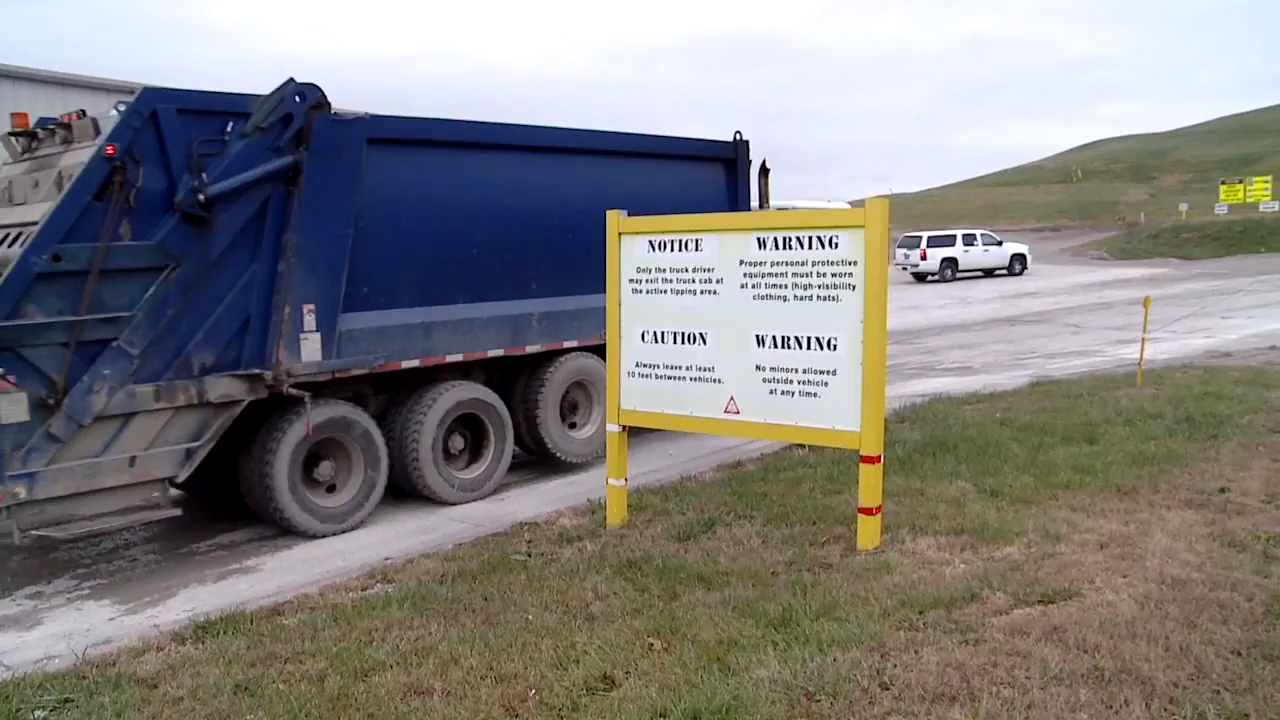 NOTICE
Only the truck driver
may exit the truck cab at
the active tipping area.
WARNING
Proper personal protective
equipment must be worn
at all times (high-visibility
clothing, hard hats).
CAUTION
Always leave at least
10 feet between vehicles.
WARNING
No minors allowed
outside vehicle
at any time.